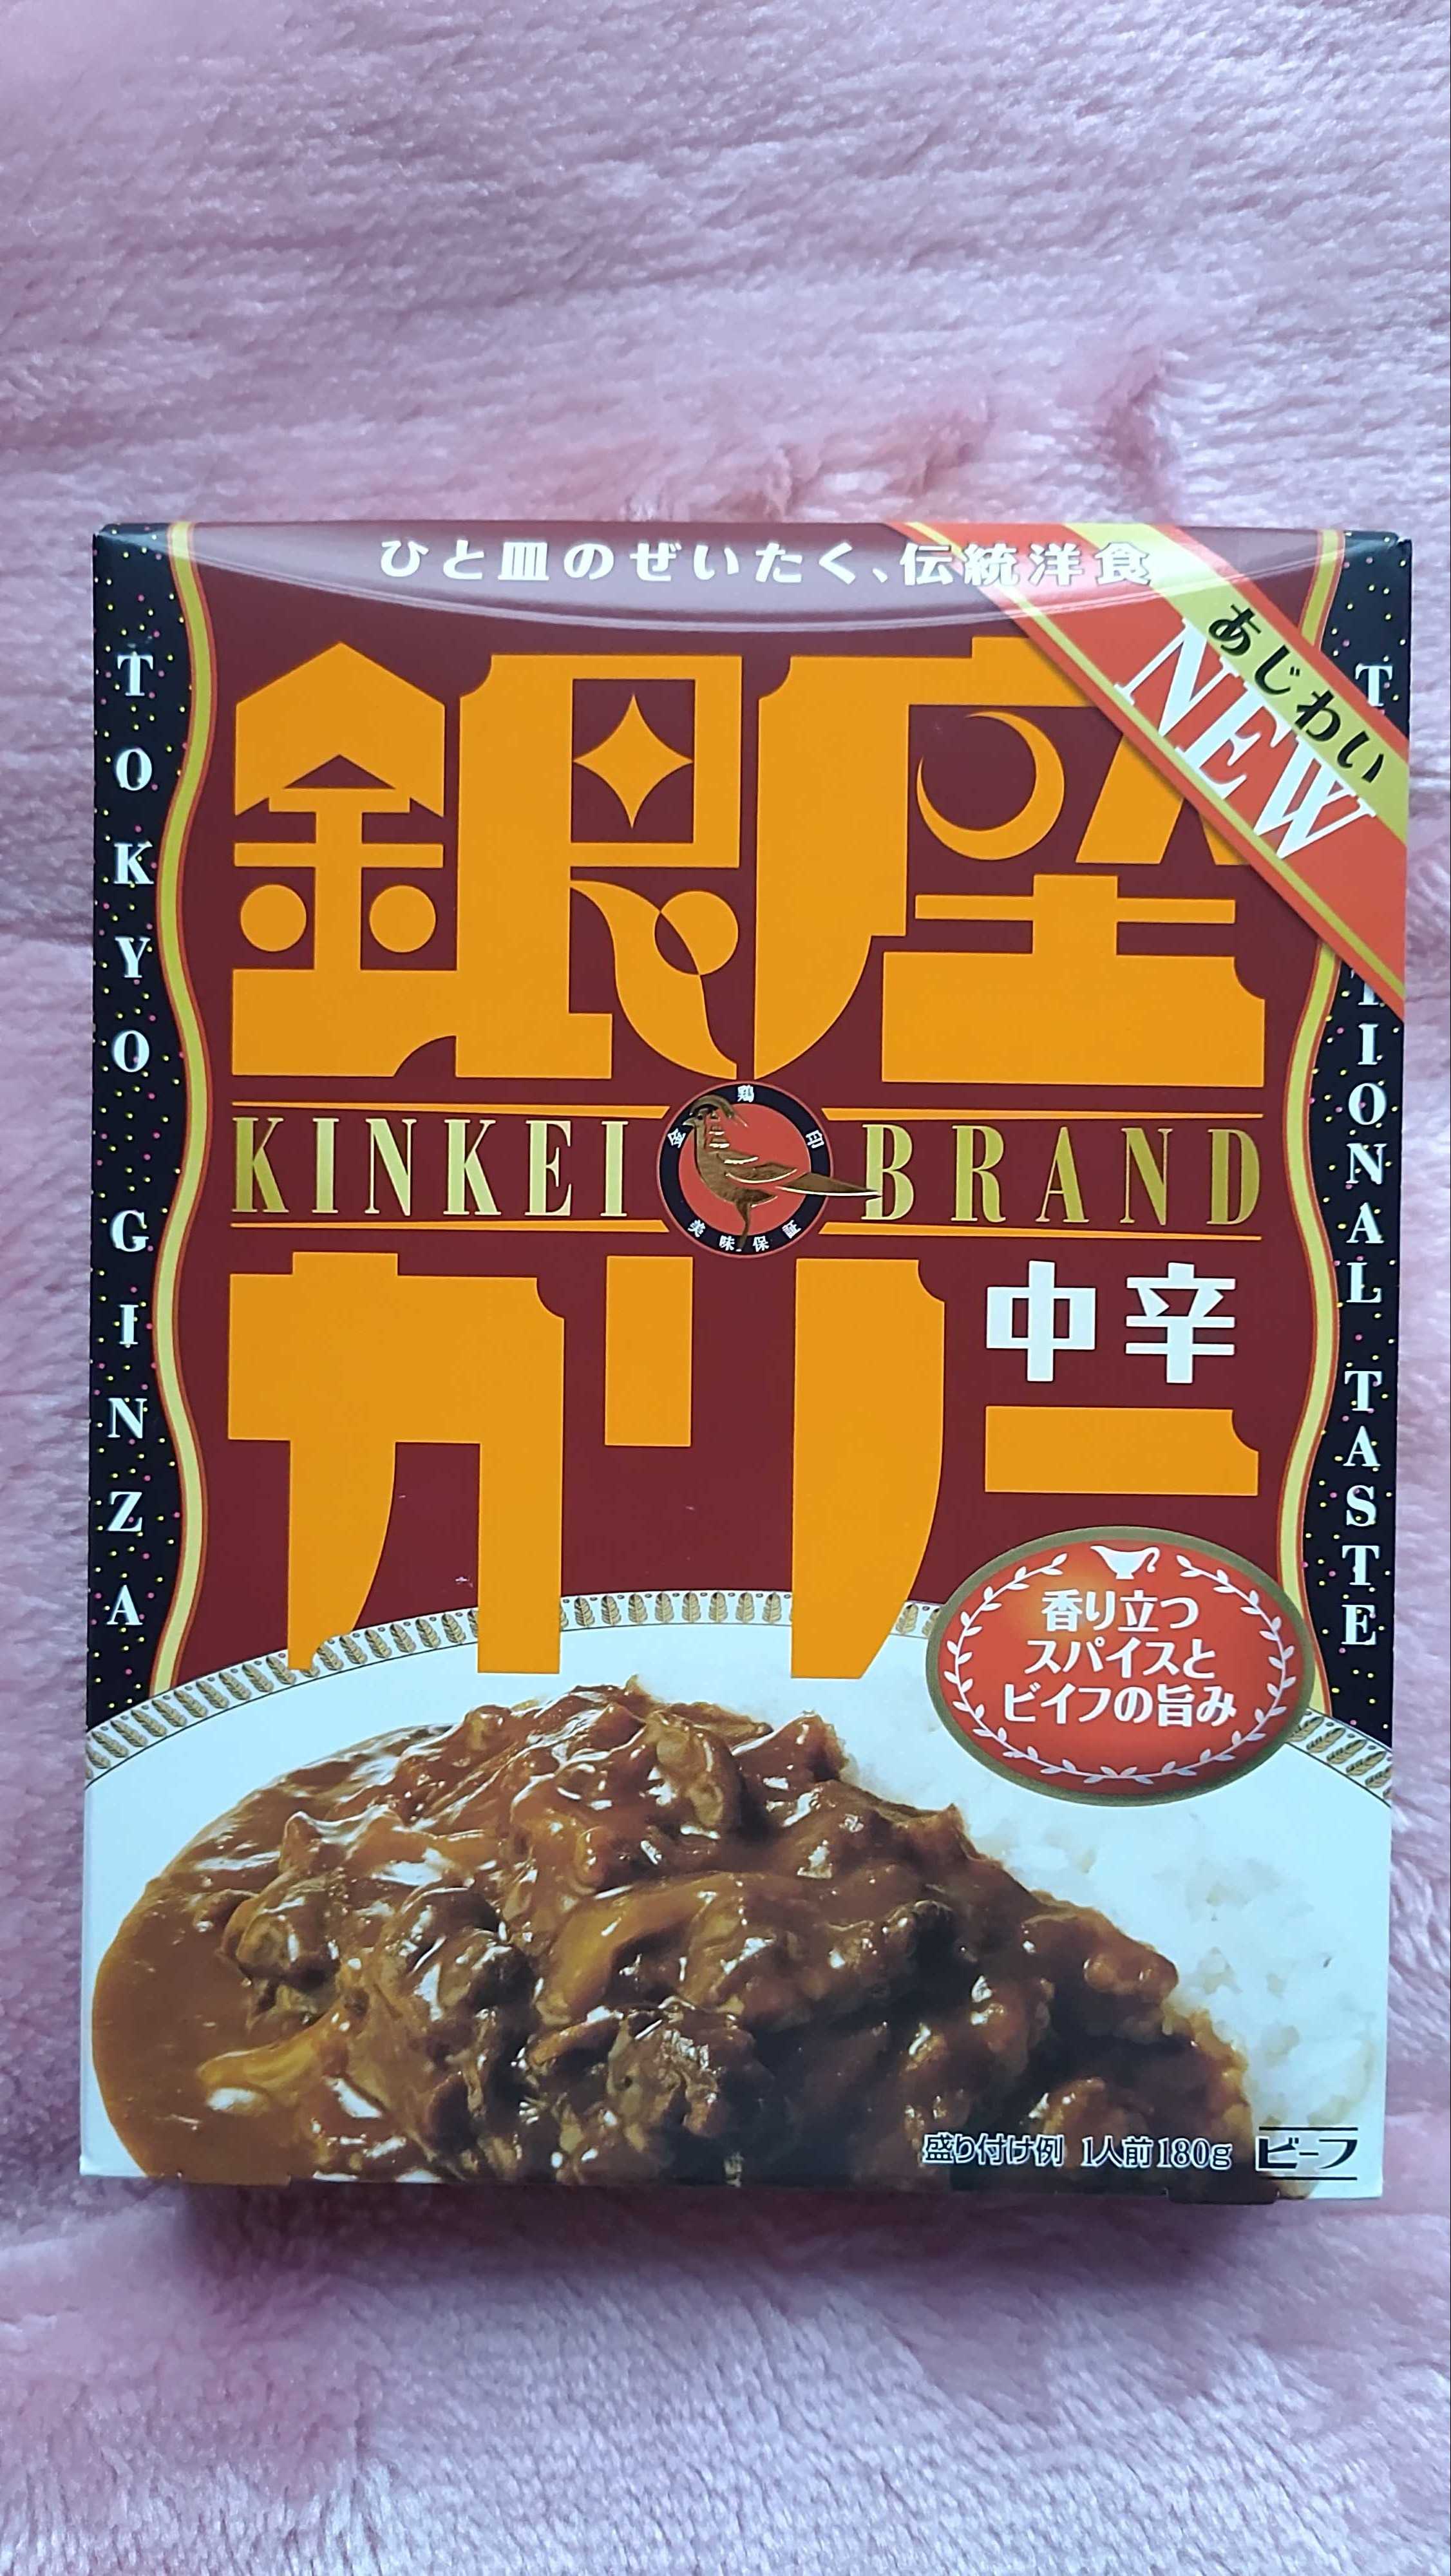 ひと皿のぜいたく、伝統洋食
あじわい
NEW
銀座
KINKEI BRAND
金鶏印
美味保証
カリー
中辛
TOKYO GINZA
TIONAL TASTE
香り立つ
スパイスと
ビイフの旨み
盛り付け例 1人前180g
ビーフ